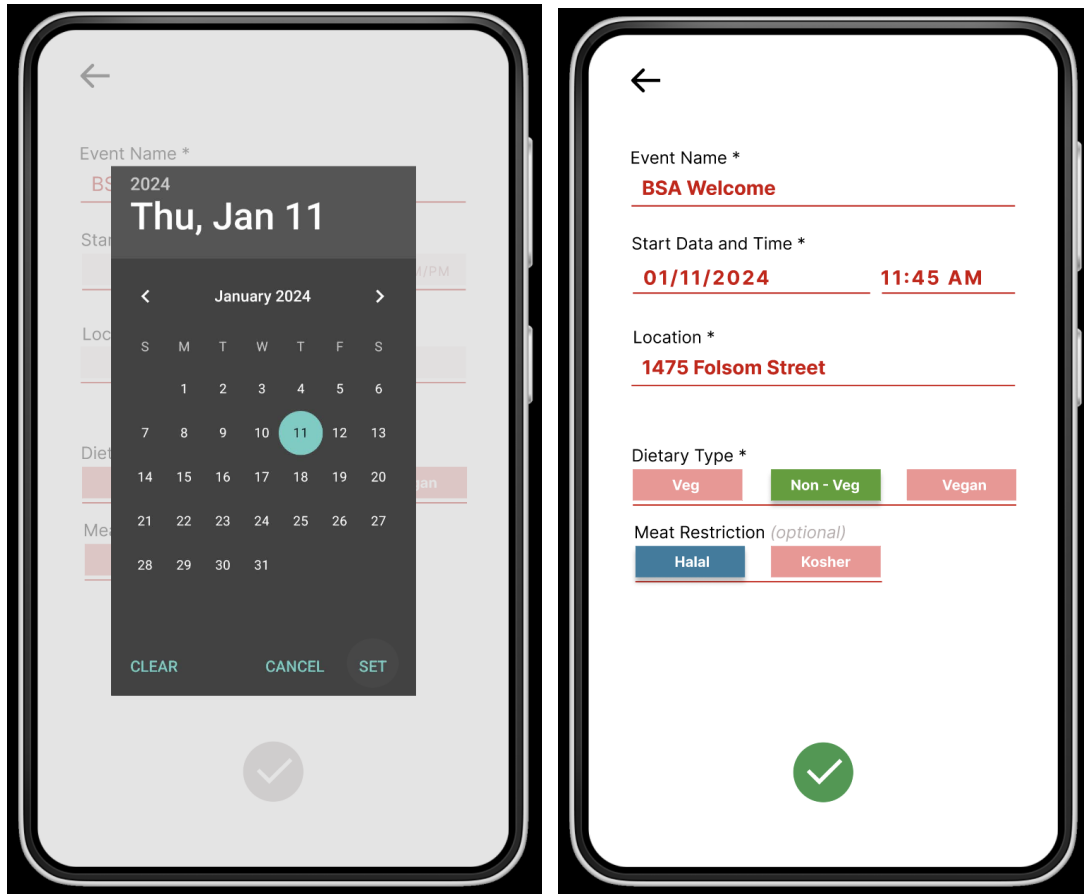 Event Name *
BS
2024
Thu, Jan 11
Star
M/PM
January 2024
Loc
S M T W T F S
1 2 3 4 5 6
7 8 9 10 11 12 13
Diet
14 15 16 17 18 19 20
gan
21 22 23 24 25 26 27
Mea
28 29 30 31
CLEAR CANCEL SET
Event Name *
BSA Welcome
Start Data and Time *
01/11/2024 11:45 AM
Location *
1475 Folsom Street
Dietary Type *
Veg Non - Veg Vegan
Meat Restriction (optional)
Halal Kosher